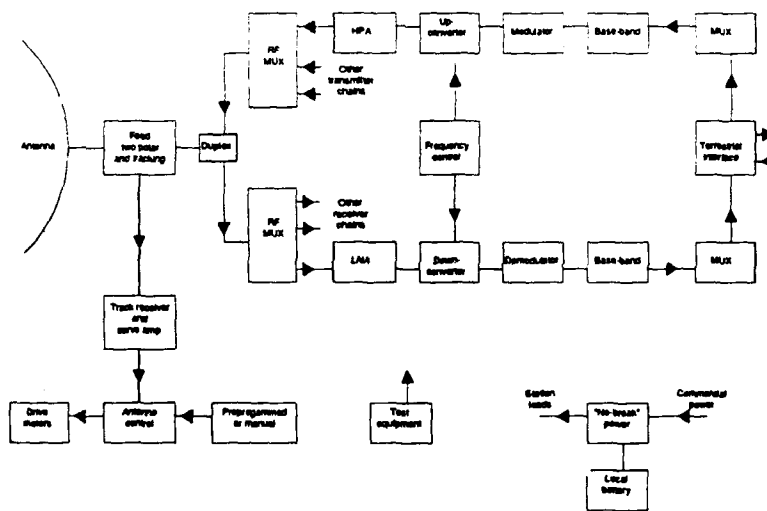 HPA
Up-
converter
Modulator
Base-band
MUX
RF
MUX
Other
transmitter
chains
Antenna
Feed
two polar
and tracking
Duplex
Frequency
control
Terrestrial
interface
RF
MUX
Other
receiver
chains
LNA
Down-
converter
Demodulator
Base-band
MUX
Track receiver
and
servo amp
Drive
motors
Antenna
control
Preprogammed
or manual
Test
equipment
Station
loads
"No-break"
power
Commercial
power
Local
battery